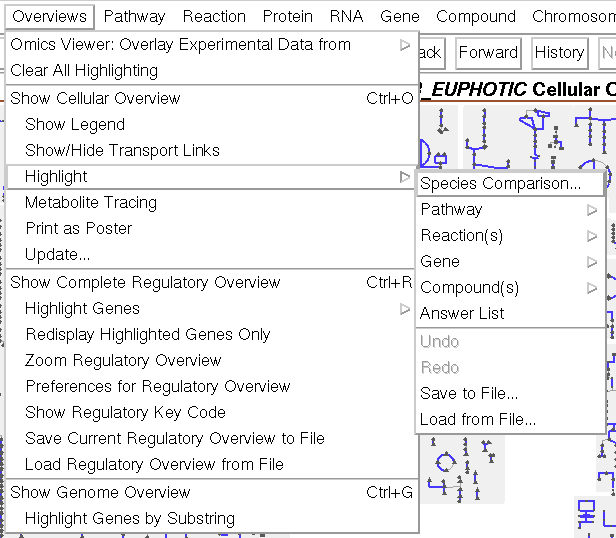 Overviews Pathway Reaction Protein RNA Gene Compound Chromosom
Omics Viewer: Overlay Experimental Data from
Clear All Highlighting
ack Forward History N
_EUPHOTIC Cellular O
Show Cellular Overview Ctrl+O
Show Legend
Show/Hide Transport Links
Highlight
Metabolite Tracing
Print as Poster
Update...
Show Complete Regulatory Overview Ctrl+R
Highlight Genes
Redisplay Highlighted Genes Only
Zoom Regulatory Overview
Preferences for Regulatory Overview
Show Regulatory Key Code
Save Current Regulatory Overview to File
Load Regulatory Overview from File
Show Genome Overview Ctrl+G
Highlight Genes by Substring
Species Comparison...
Pathway
Reaction(s)
Gene
Compound(s)
Answer List
Undo
Redo
Save to File...
Load from File...